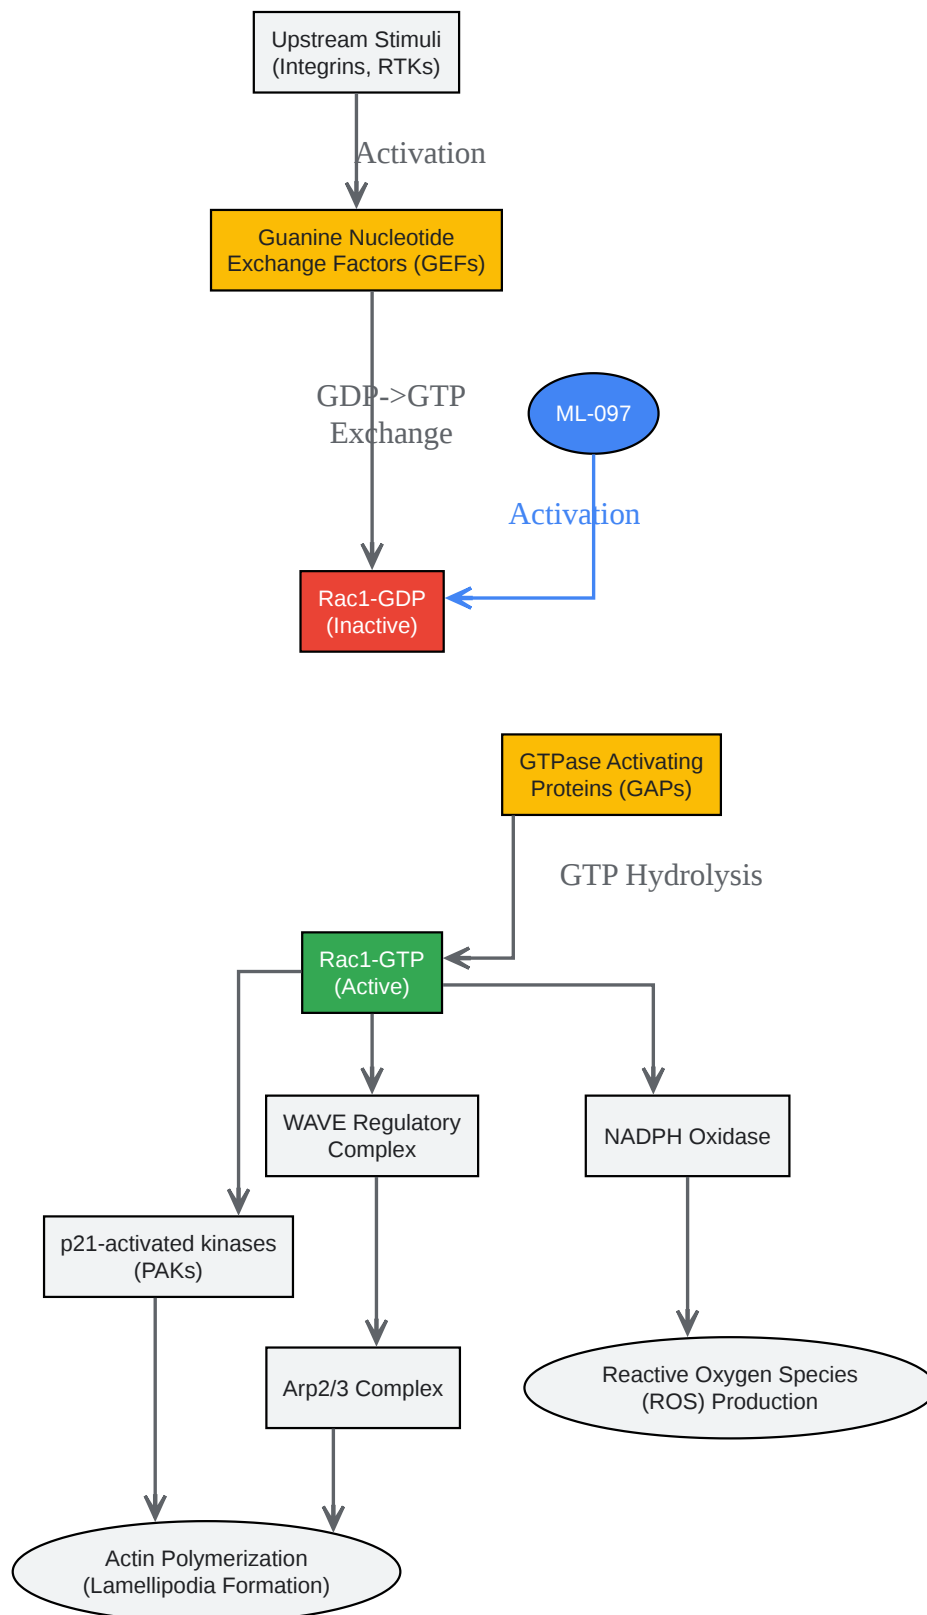 Upstream Stimuli
(Integrins, RTKs)
Activation
Guanine Nucleotide
Exchange Factors (GEFs)
GDP->GTP
Exchange
ML-097
Activation
Rac1-GDP
(Inactive)
GTPase Activating
Proteins (GAPs)
GTP Hydrolysis
Rac1-GTP
(Active)
WAVE Regulatory
Complex
NADPH Oxidase
p21-activated kinases
(PAKs)
Arp2/3 Complex
Reactive Oxygen Species
(ROS) Production
Actin Polymerization
(Lamellipodia Formation)